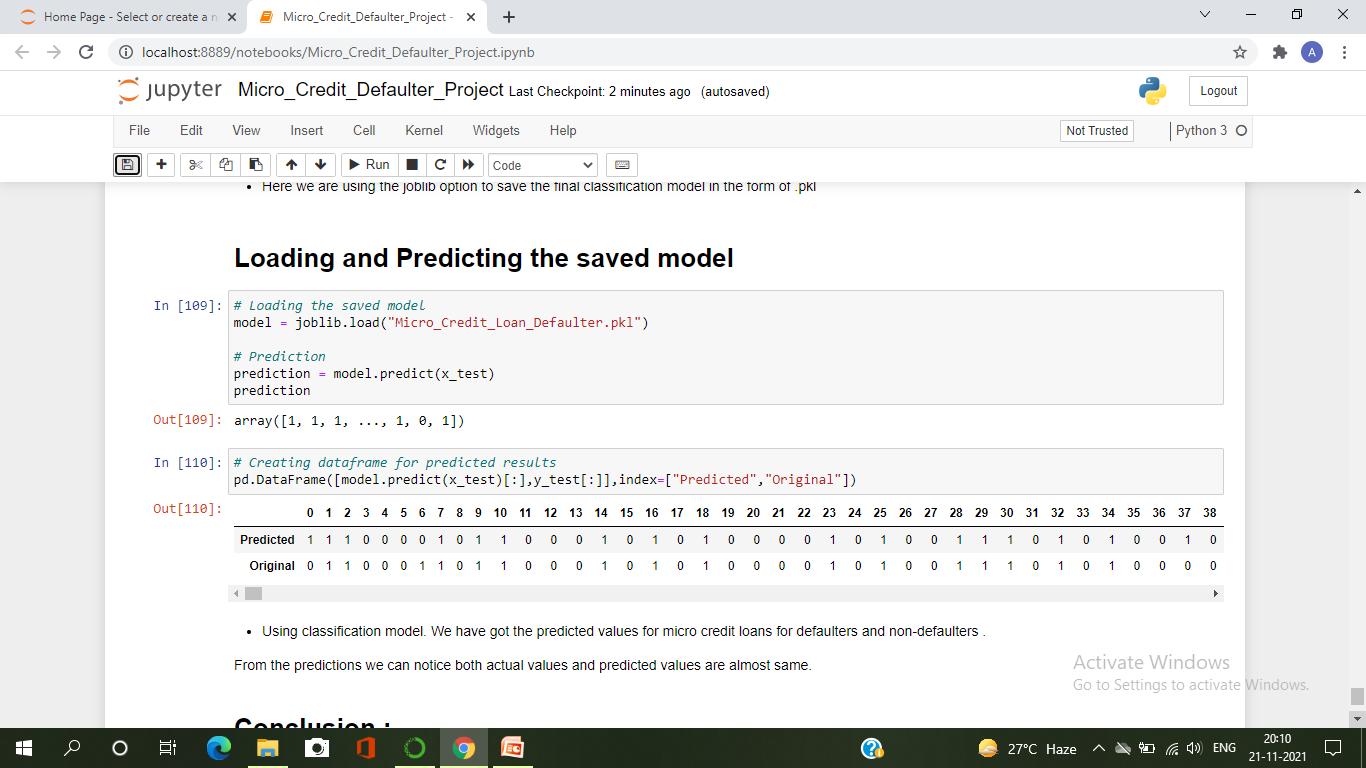 Home Page - Select or create a n
Micro_Credit_Defaulter_Project -
localhost:8889/notebooks/Micro_Credit_Defaulter_Project.ipynb
A
jupyter Micro_Credit_Defaulter_Project Last Checkpoint: 2 minutes ago (autosaved)
Logout
File Edit View Insert Cell Kernel Widgets Help
Not Trusted
Python 3
Run
Code
• Here we are using the joblib option to save the final classification model in the form of .pkl
Loading and Predicting the saved model
In [109]:
# Loading the saved model
model = joblib.load("Micro_Credit_Loan_Defaulter.pkl")
# Prediction
prediction = model.predict(x_test)
prediction
Out[109]: array([1, 1, 1, ..., 1, 0, 1])
In [110]:
# Creating dataframe for predicted results
pd.DataFrame([model.predict(x_test)[:],y_test[:]],index=["Predicted","Original"])
Out[110]:
0 1 2 3 4 5 6 7 8 9 10 11 12 13 14 15 16 17 18 19 20 21 22 23 24 25 26 27 28 29 30 31 32 33 34 35 36 37 38
Predicted 1 1 1 0 0 0 0 1 0 1 1 0 0 0 1 0 1 0 1 0 0 0 0 1 0 1 0 0 1 1 1 0 1 0 1 0 0 1 0
Original 0 1 1 0 0 0 1 1 0 1 1 0 0 0 1 0 1 0 1 0 0 0 0 1 0 1 0 0 1 1 1 0 1 0 1 0 0 0 0
• Using classification model. We have got the predicted values for micro credit loans for defaulters and non-defaulters .
From the predictions we can notice both actual values and predicted values are almost same.
Activate Windows
Go to Settings to activate Windows.
Conclusion :
27°C Haze
ENG
20:10
21-11-2021